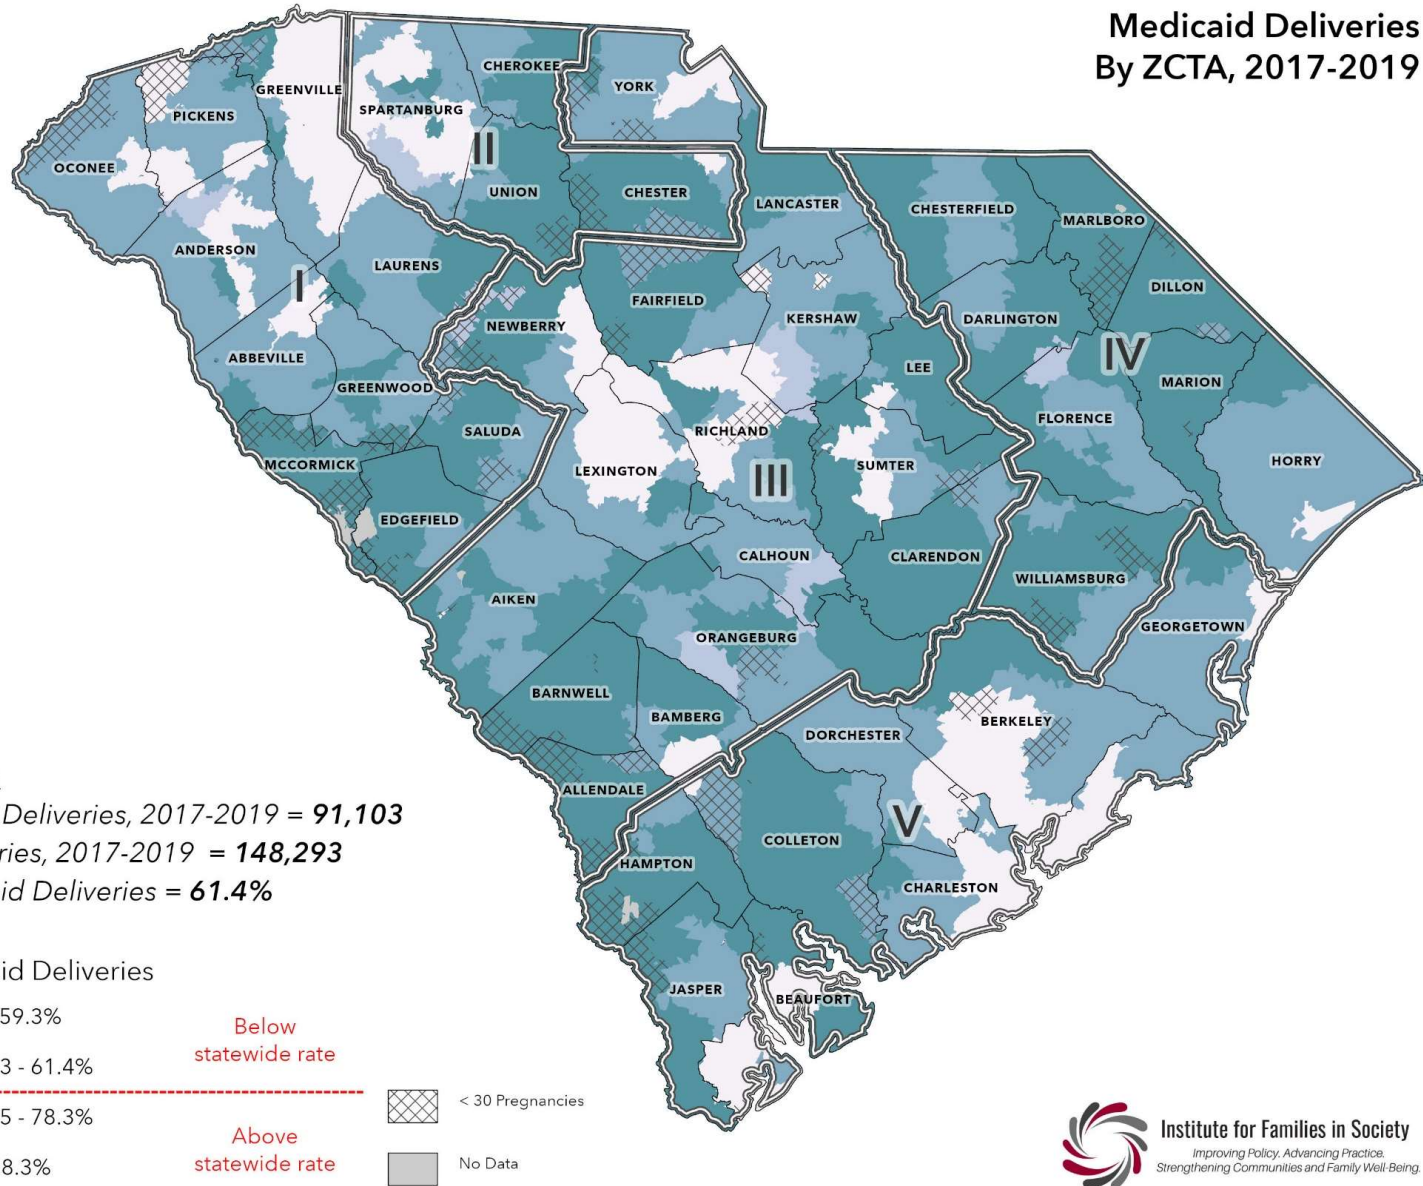 Medicaid Deliveries
By ZCTA, 2017-2019
CHEROKEE
YORK
GREENVILLE
SPARTANBURG
PICKENS
OCONEE
II
UNION
CHESTER
LANCASTER
CHESTERFIELD
MARLBORO
ANDERSON
LAURENS
I
FAIRFIELD
DILLON
NEWBERRY
KERSHAW
DARLINGTON
ABBEVILLE
GREENWOOD
LEE
IV
MARION
SALUDA
RICHLAND
FLORENCE
MCCORMICK
LEXINGTON
III
SUMTER
HORRY
EDGEFIELD
CALHOUN
CLARENDON
WILLIAMSBURG
AIKEN
ORANGEBURG
GEORGETOWN
BARNWELL
BAMBERG
DORCHESTER
BERKELEY
ALLENDALE
V
COLLETON
HAMPTON
CHARLESTON
JASPER
BEAUFORT
Deliveries, 2017-2019 = 91,103
ries, 2017-2019 = 148,293
id Deliveries = 61.4%
id Deliveries
59.3%
3 - 61.4%
Below
statewide rate
5 - 78.3%
8.3%
Above
statewide rate
< 30 Pregnancies
No Data
Institute for Families in Society
Improving Policy. Advancing Practice.
Strengthening Communities and Family Well-Being.